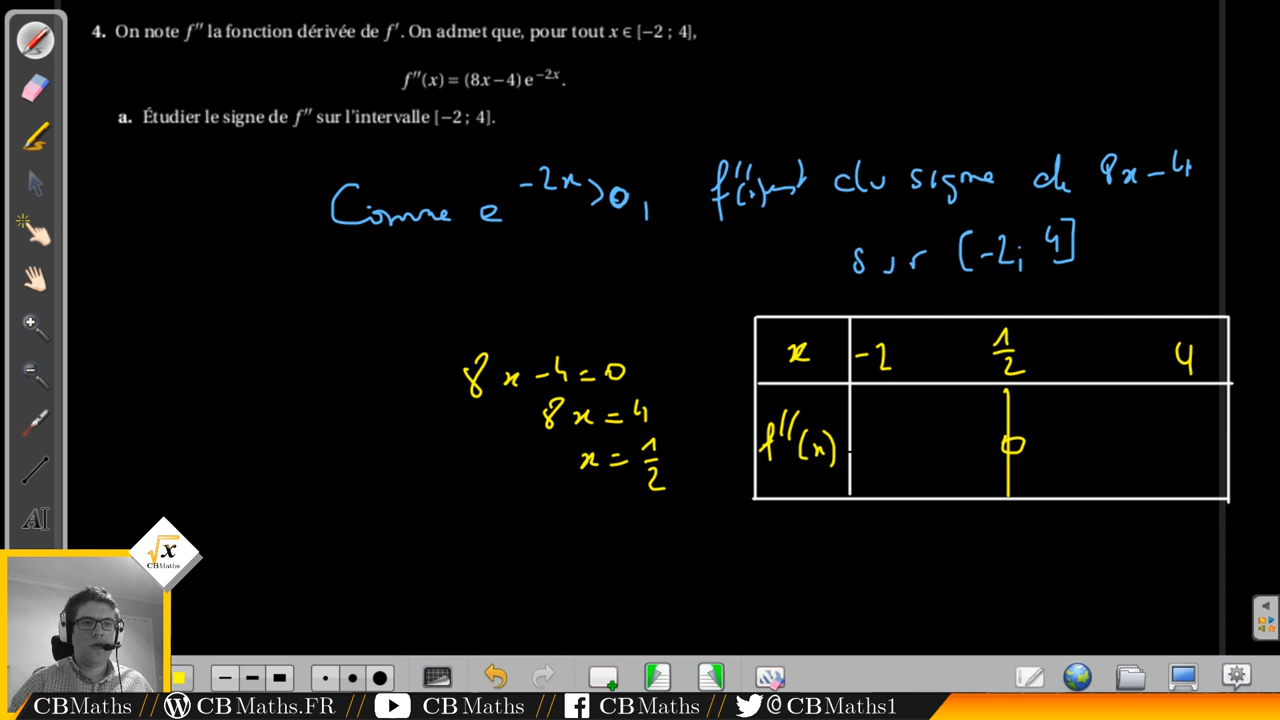 4. On note f″ la fonction dérivée de f′. On admet que, pour tout x ∈ [−2 ; 4],
f″(x) = (8x − 4) e^{−2x}.
a. Étudier le signe de f″ sur l'intervalle [−2 ; 4].
Comme e^{-2x} > 0, f''(x) est du signe de 8x - 4
sur [-2; 4]
8x - 4 = 0
8x = 4
x = 1/2
x -2 1/2 4
f''(x) 0
AI
√x
CBMaths
CBMaths CBMaths.FR CBMaths CBMaths @CBMaths1